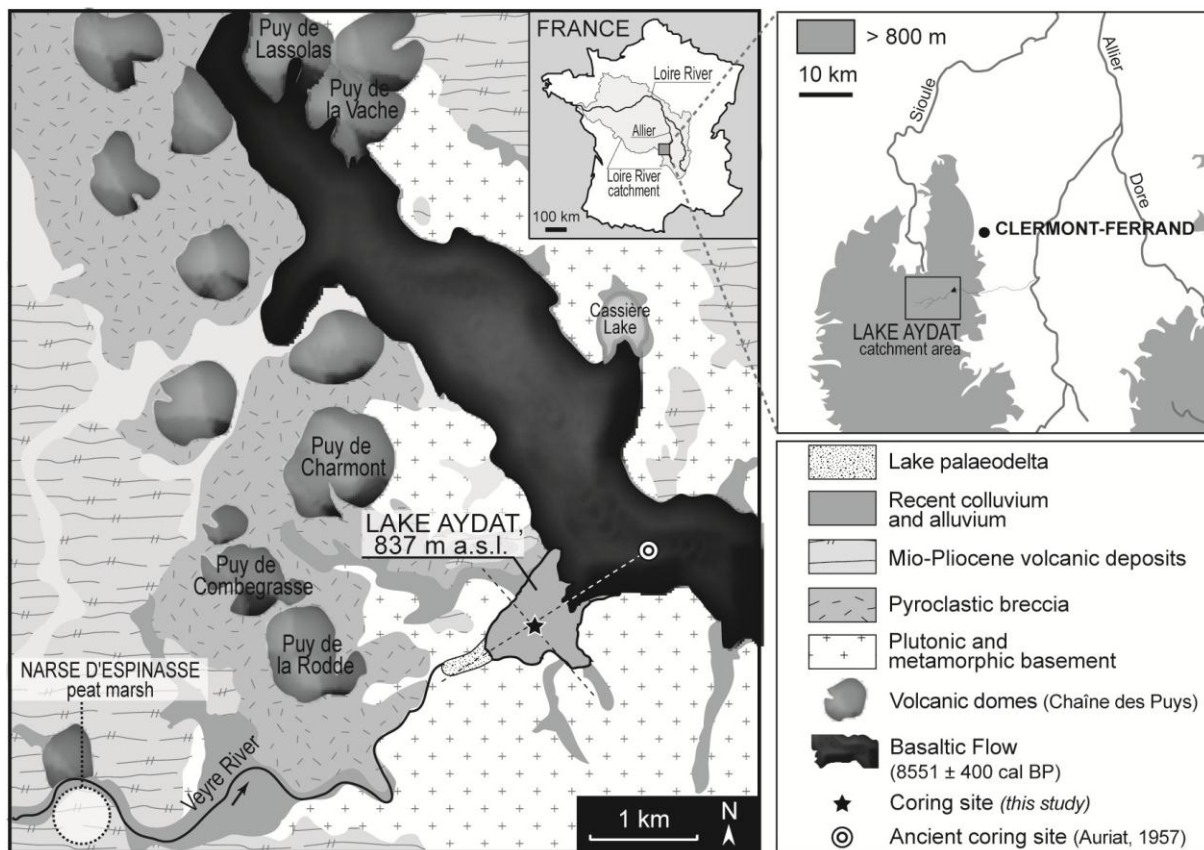 Puy de
Lassolas
Puy de
la Vache
FRANCE
Loire River
Allier
Loire River
catchment
100 km
Cassière
Lake
Puy de
Charmont
LAKE AYDAT,
837 m a.s.l.
Puy de
Combegrasse
Puy de
la Rodde
NARSE D'ESPINASSE
peat marsh
Veyre River
1 km
N
> 800 m
10 km
Sioule
Allier
Dore
CLERMONT-FERRAND
LAKE AYDAT
catchment area
Lake palaeodelta
Recent colluvium
and alluvium
Mio-Pliocene volcanic deposits
Pyroclastic breccia
Plutonic and
metamorphic basement
Volcanic domes (Chaîne des Puys)
Basaltic Flow
(8551 ± 400 cal BP)
Coring site (this study)
Ancient coring site (Auriat, 1957)